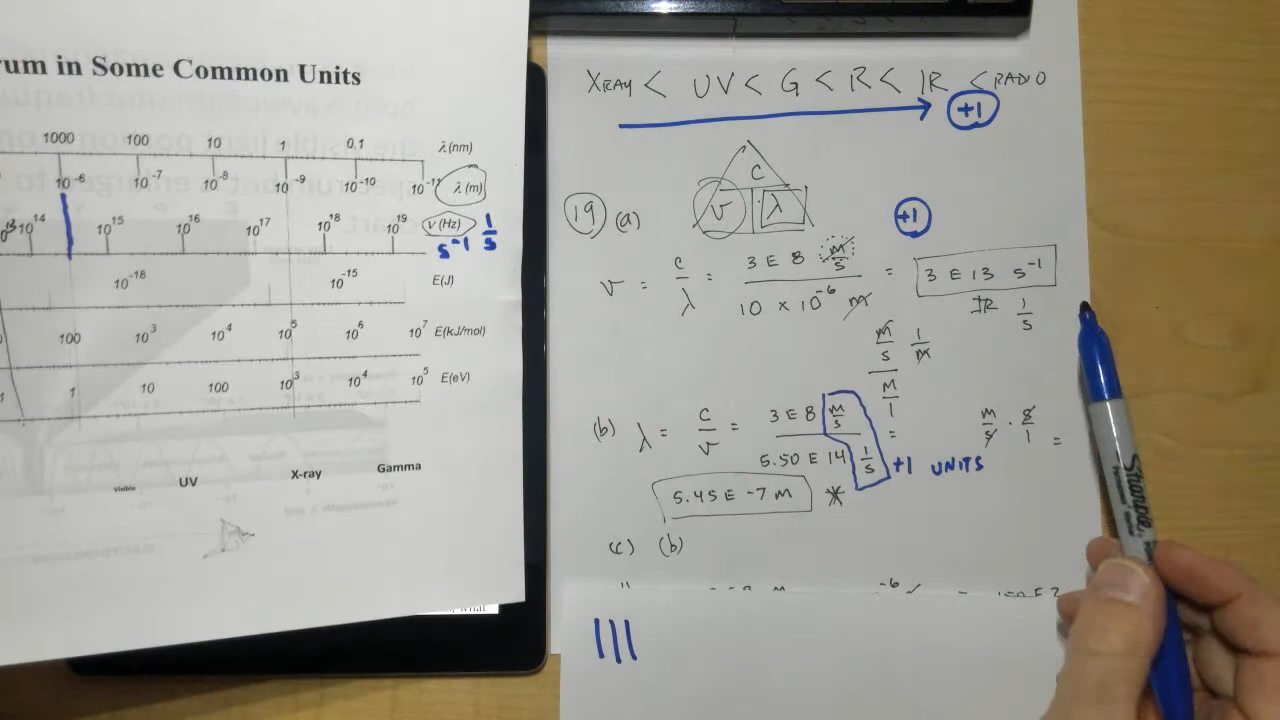 rum in Some Common Units
1000 100 10 1 0.1 λ(nm)
10⁻⁶ 10⁻⁷ 10⁻⁸ 10⁻⁹ 10⁻¹⁰ λ(m)
10¹⁴ 10¹⁵ 10¹⁶ 10¹⁷ 10¹⁸ 10¹⁹ ν(Hz) 1/s
s⁻¹
10⁻¹⁸ 10⁻¹⁵ E(J)
100 10³ 10⁴ 10⁵ 10⁶ 10⁷ E(kJ/mol)
1 10 100 10³ 10⁴ 10⁵ E(eV)
Visible UV X-ray Gamma
XRAY < UV < G < R < IR < RADIO
+1
C
ν λ
19 (a) +1
ν = c/λ = 3 E 8 m/s / 10 × 10⁻⁶ m = 3 E 13 s⁻¹
IR 1/s
m/s 1/m
M/1
(b) λ = c/ν = 3 E 8 m/s / 5.50 E 14 1/s = m/s · s/1 =
+1 UNITS
5.45 E -7 M *
(c) (b)
III
Sharpie